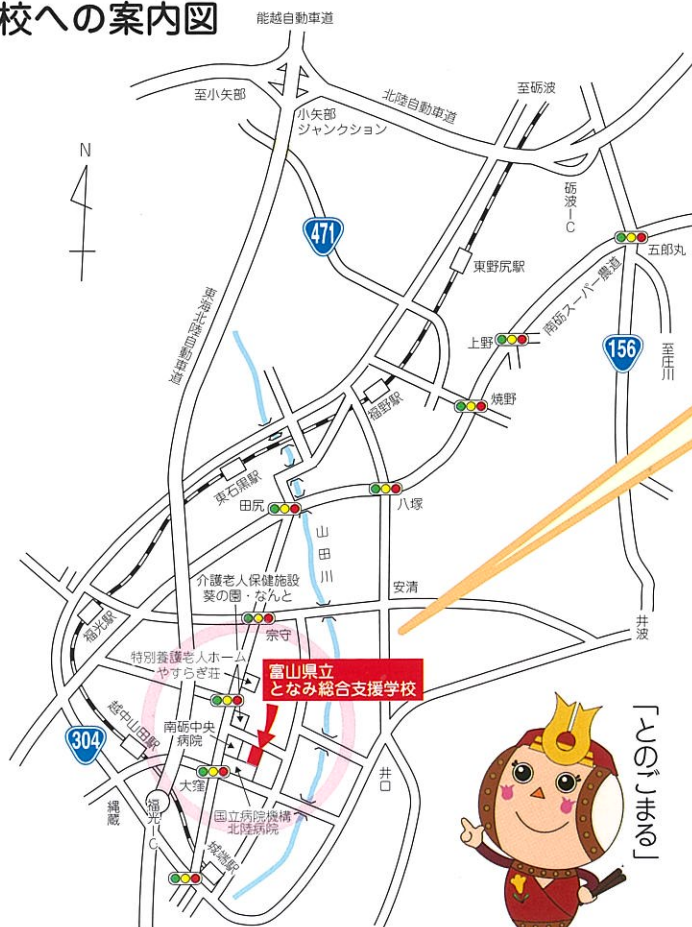 校への案内図
能越自動車道
至小矢部
小矢部
ジャンクション
北陸自動車道
至砺波
N
471
砺波IC
五郎丸
東野尻駅
東海北陸自動車道
南砺スーパー農道
上野
156
至庄川
福野駅
焼野
東石黒駅
田尻
八塚
山田川
介護老人保健施設
葵の園・なんと
安清
福光駅
宗守
井波
特別養護老人ホーム
やすらぎ荘
富山県立
となみ総合支援学校
越中山田駅
南砺中央
病院
304
大窪
井口
縄蔵
福光IC
国立病院機構
北陸病院
城端駅
「とのごまる」